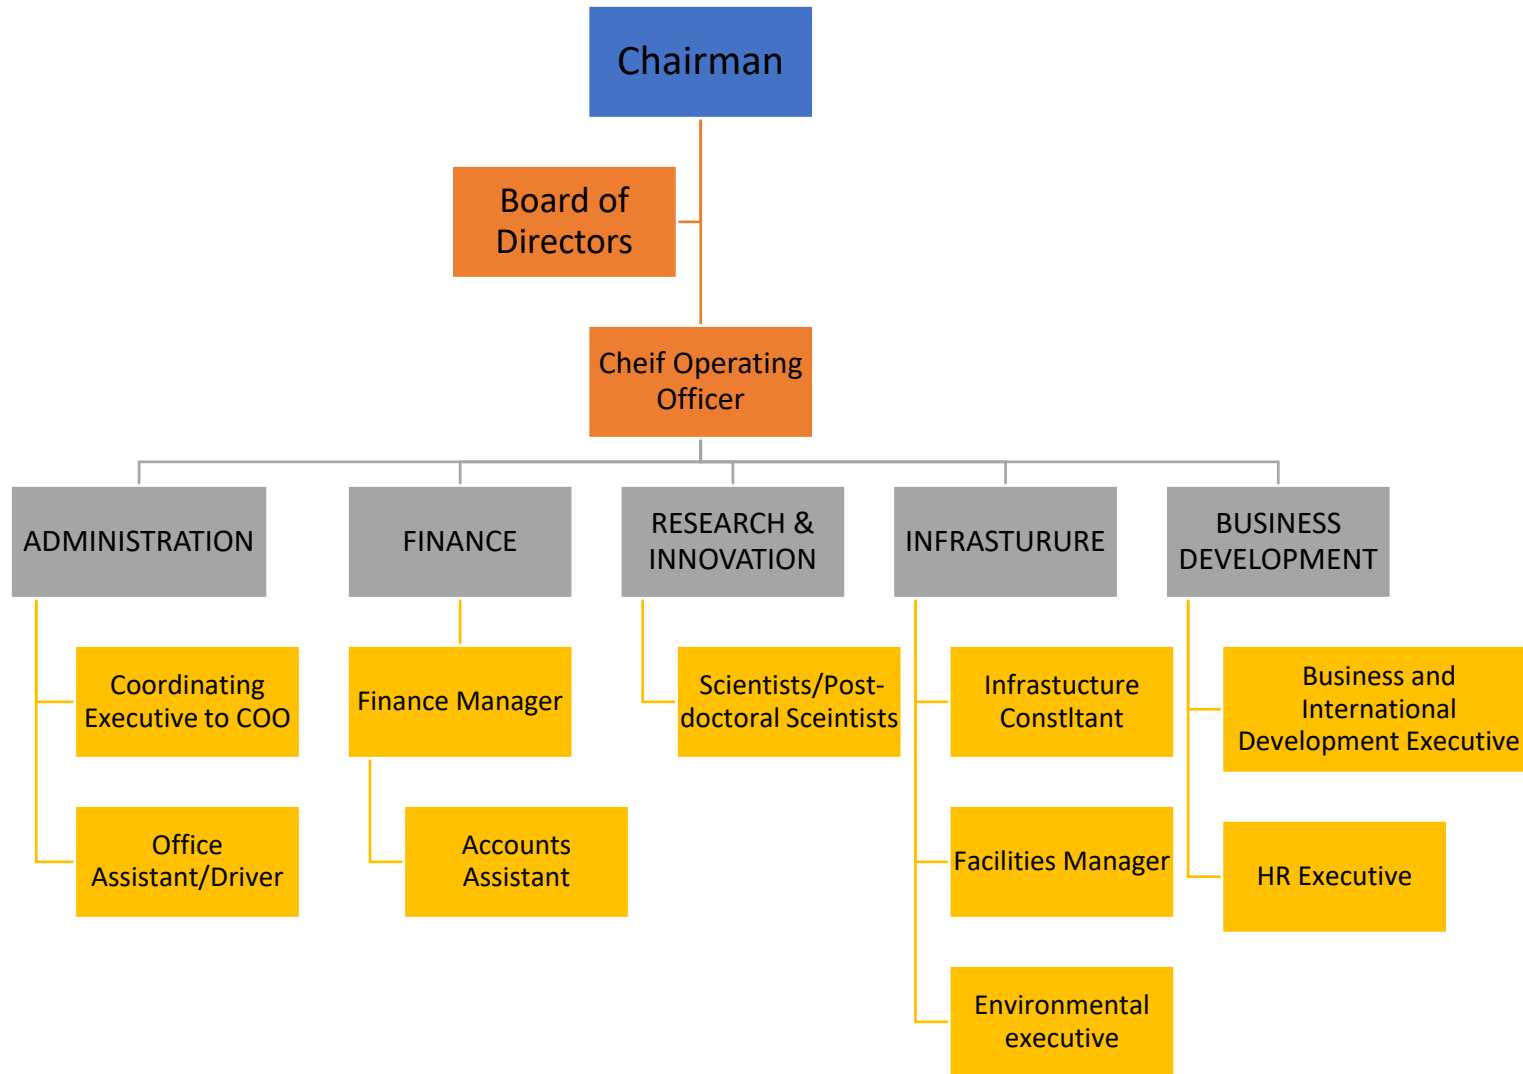 Chairman
Board of
Directors
Cheif Operating
Officer
ADMINISTRATION
FINANCE
RESEARCH &
INNOVATION
INFRASTURURE
BUSINESS
DEVELOPMENT
Coordinating
Executive to COO
Finance Manager
Scientists/Post-
doctoral Sceintists
Infrastucture
Constltant
Business and
International
Development Executive
Office
Assistant/Driver
Accounts
Assistant
Facilities Manager
HR Executive
Environmental
executive